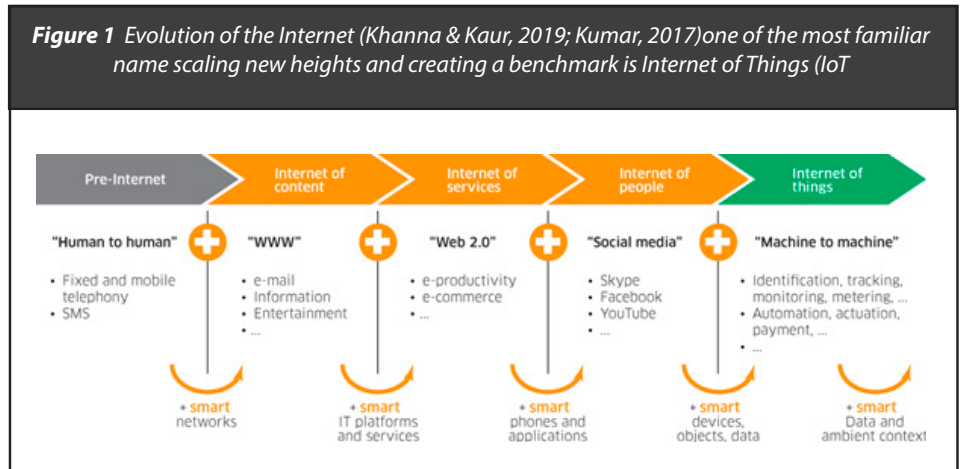 Figure 1 Evolution of the Internet (Khanna & Kaur, 2019; Kumar, 2017)one of the most familiar
name scaling new heights and creating a benchmark is Internet of Things (IoT
Pre-Internet
Internet of
content
Internet of
services
Internet of
people
Internet of
things
"Human to human"
• Fixed and mobile
telephony
• SMS
"WWW"
• e-mail
• Information
• Entertainment
• ...
"Web 2.0"
• e-productivity
• e-commerce
• ...
"Social media"
• Skype
• Facebook
• YouTube
• ...
"Machine to machine"
• Identification, tracking,
monitoring, metering, ...
• Automation, actuation,
payment, ...
• ...
+ smart
networks
+ smart
IT platforms
and services
+ smart
phones and
applications
+ smart
devices,
objects, data
+ smart
Data and
ambient context